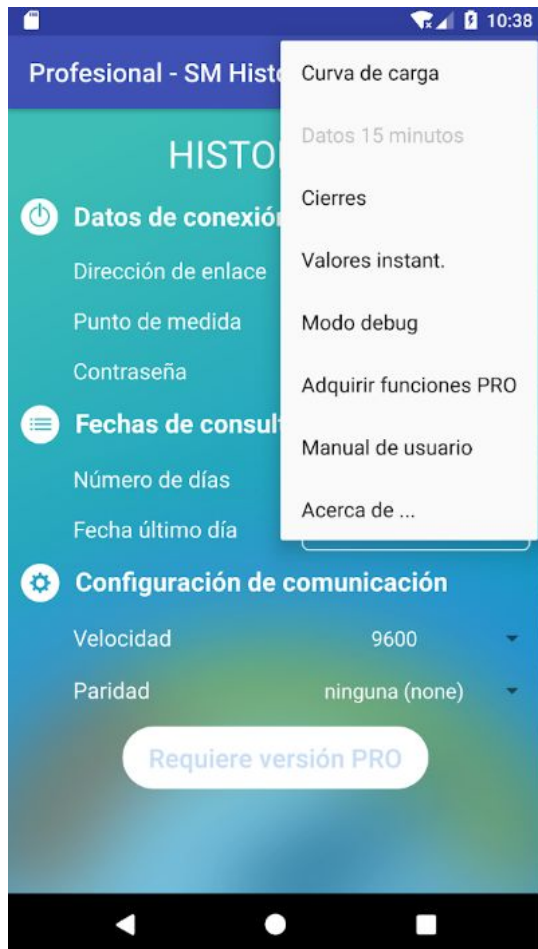 10:38
Profesional - SM Histo
Curva de carga
Datos 15 minutos
HISTO
Cierres
Datos de conexión
Valores instant.
Dirección de enlace
Punto de medida
Modo debug
Contraseña
Adquirir funciones PRO
Fechas de consul
Manual de usuario
Número de días
Acerca de ...
Fecha último día
Configuración de comunicación
Velocidad 9600
Paridad ninguna (none)
Requiere versión PRO